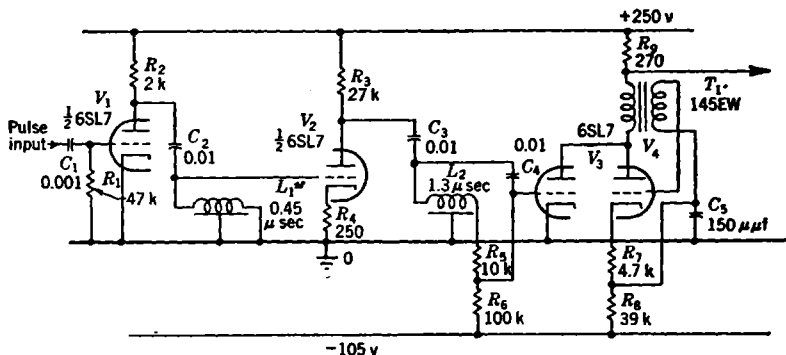 +250 v
R2
2 k
R3
27 k
R9
270
T1.
145EW
V1
½ 6SL7
Pulse
input
C1
0.001
R1
47 k
C2
0.01
L1
0.45
μ sec
V2
½ 6SL7
R4
250
0
C3
0.01
L2
1.3 μ sec
0.01
C4
6SL7
V3
V4
C5
150 μμf
R5
10 k
R6
100 k
R7
4.7 k
R8
39 k
−105 v